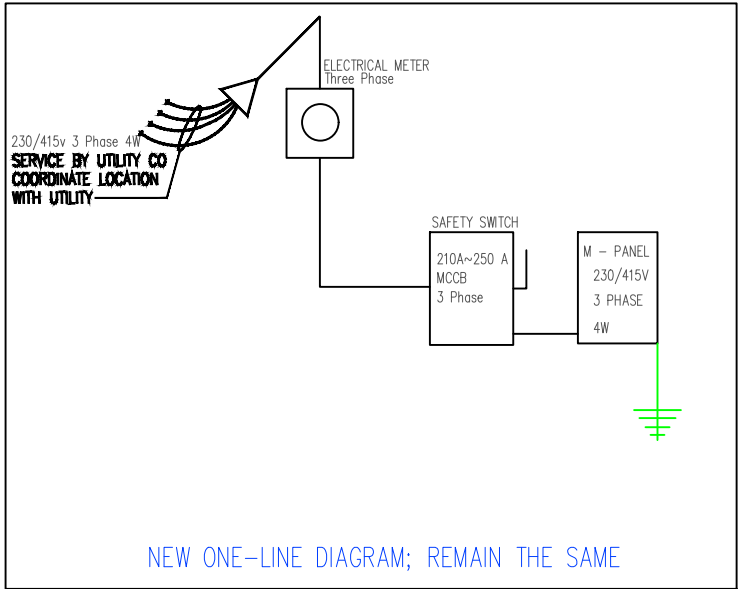 ELECTRICAL METER
Three Phase
230/415v 3 Phase 4W
SERVICE BY UTILITY CO
COORDINATE LOCATION
WITH UTILITY
SAFETY SWITCH
210A~250 A
MCCB
3 Phase
M - PANEL
230/415V
3 PHASE
4W
NEW ONE-LINE DIAGRAM; REMAIN THE SAME